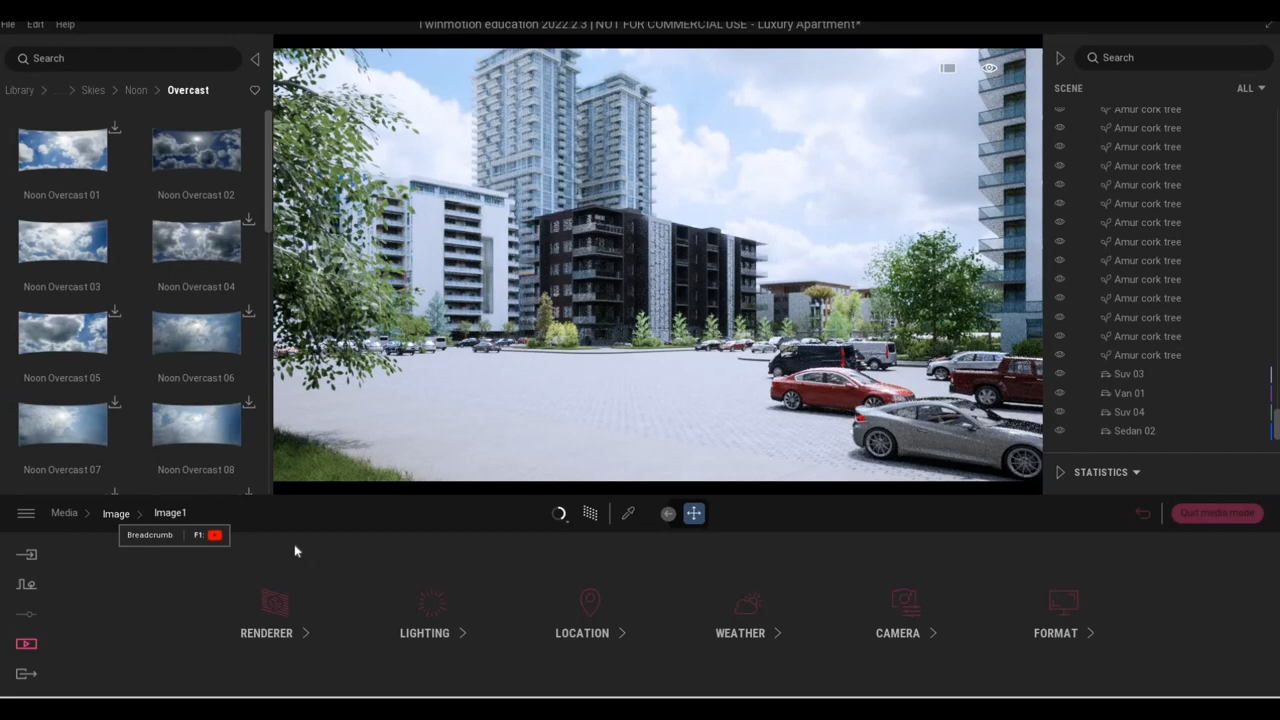 Twinmotion education 2022.2.3 | NOT FOR COMMERCIAL USE - Luxury Apartment*
File Edit Help
Search
Library > ... > Skies > Noon > Overcast
Noon Overcast 01
Noon Overcast 02
Noon Overcast 03
Noon Overcast 04
Noon Overcast 05
Noon Overcast 06
Noon Overcast 07
Noon Overcast 08
Search
SCENE ALL
Amur cork tree
Amur cork tree
Amur cork tree
Amur cork tree
Amur cork tree
Amur cork tree
Amur cork tree
Amur cork tree
Amur cork tree
Amur cork tree
Amur cork tree
Amur cork tree
Amur cork tree
Amur cork tree
Suv 03
Van 01
Suv 04
Sedan 02
STATISTICS
Media > Image > Image1
Quit media mode
Breadcrumb F1:
RENDERER >
LIGHTING >
LOCATION >
WEATHER >
CAMERA >
FORMAT >